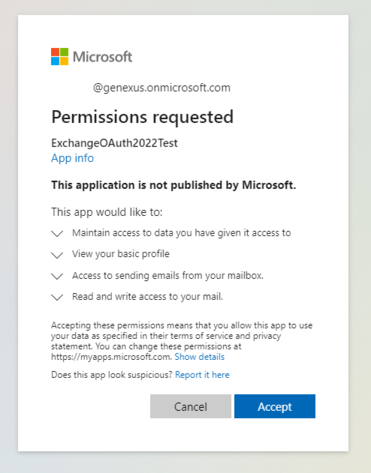 Microsoft
@genexus.onmicrosoft.com
Permissions requested
ExchangeOAuth2022Test
App info
This application is not published by Microsoft.
This app would like to:
Maintain access to data you have given it access to
View your basic profile
Access to sending emails from your mailbox.
Read and write access to your mail.
Accepting these permissions means that you allow this app to use
your data as specified in their terms of service and privacy
statement. You can change these permissions at
https://myapps.microsoft.com. Show details
Does this app look suspicious? Report it here
Cancel Accept